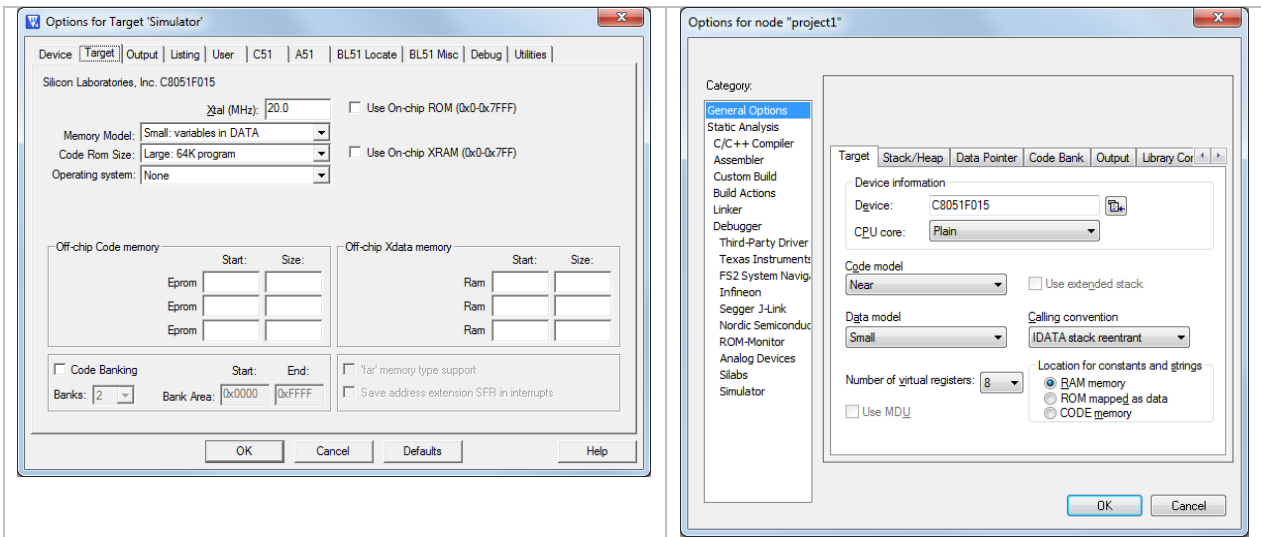 Options for Target 'Simulator'
Device Target Output Listing User C51 A51 BL51 Locate BL51 Misc Debug Utilities
Silicon Laboratories, Inc. C8051F015
Xtal (MHz): 20.0
Use On-chip ROM (0x0-0x7FFF)
Memory Model: Small: variables in DATA
Code Rom Size: Large: 64K program
Use On-chip XRAM (0x0-0x7FF)
Operating system: None
Off-chip Code memory
Start: Size:
Eprom
Eprom
Eprom
Off-chip Xdata memory
Start: Size:
Ram
Ram
Ram
Code Banking Start: End:
Banks: 2 Bank Area: 0x0000 0xFFFF
'far' memory type support
Save address extension SFR in interrupts
OK Cancel Defaults Help
Options for node "project1"
Category:
General Options
Static Analysis
C/C++ Compiler
Assembler
Custom Build
Build Actions
Linker
Debugger
Third-Party Driver
Texas Instruments
FS2 System Navig
Infineon
Segger J-Link
Nordic Semiconduc
ROM-Monitor
Analog Devices
Silabs
Simulator
Target Stack/Heap Data Pointer Code Bank Output Library Cor
Device information
Device: C8051F015
CPU core: Plain
Code model
Near
Use extended stack
Data model
Small
Calling convention
IDATA stack reentrant
Number of virtual registers: 8
Use MDU
Location for constants and strings
RAM memory
ROM mapped as data
CODE memory
OK Cancel